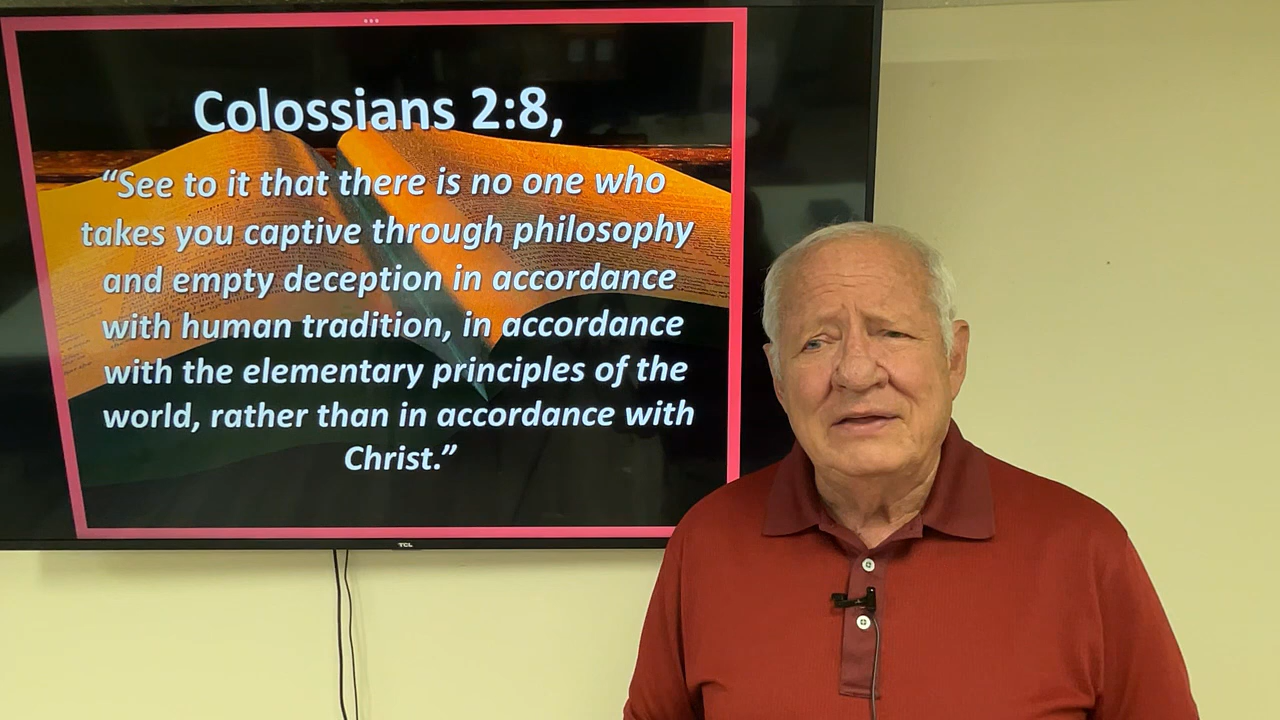 Colossians 2:8,
“See to it that there is no one who
takes you captive through philosophy
and empty deception in accordance
with human tradition, in accordance
with the elementary principles of the
world, rather than in accordance with
Christ.”
TCL